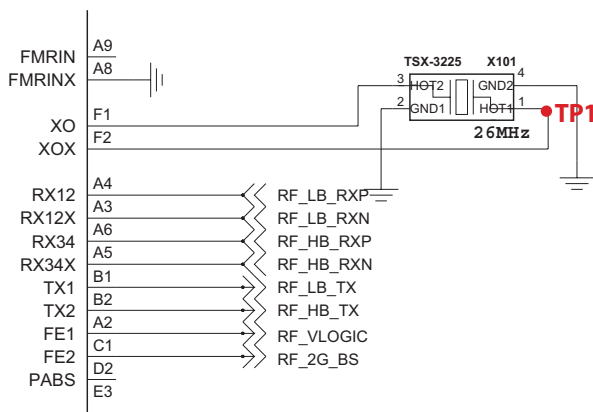 FMRIN A9
FMRINX A8
XO F1
XOX F2
RX12 A4 RF_LB_RXP
RX12X A3 RF_LB_RXN
RX34 A6 RF_HB_RXP
RX34X A5 RF_HB_RXN
TX1 B1 RF_LB_TX
TX2 B2 RF_HB_TX
FE1 A2 RF_VLOGIC
FE2 C1 RF_2G_BS
PABS D2
E3
TSX-3225 X101
3 HOT2 GND2 4
2 GND1 HOT1 1
26MHz
TP1